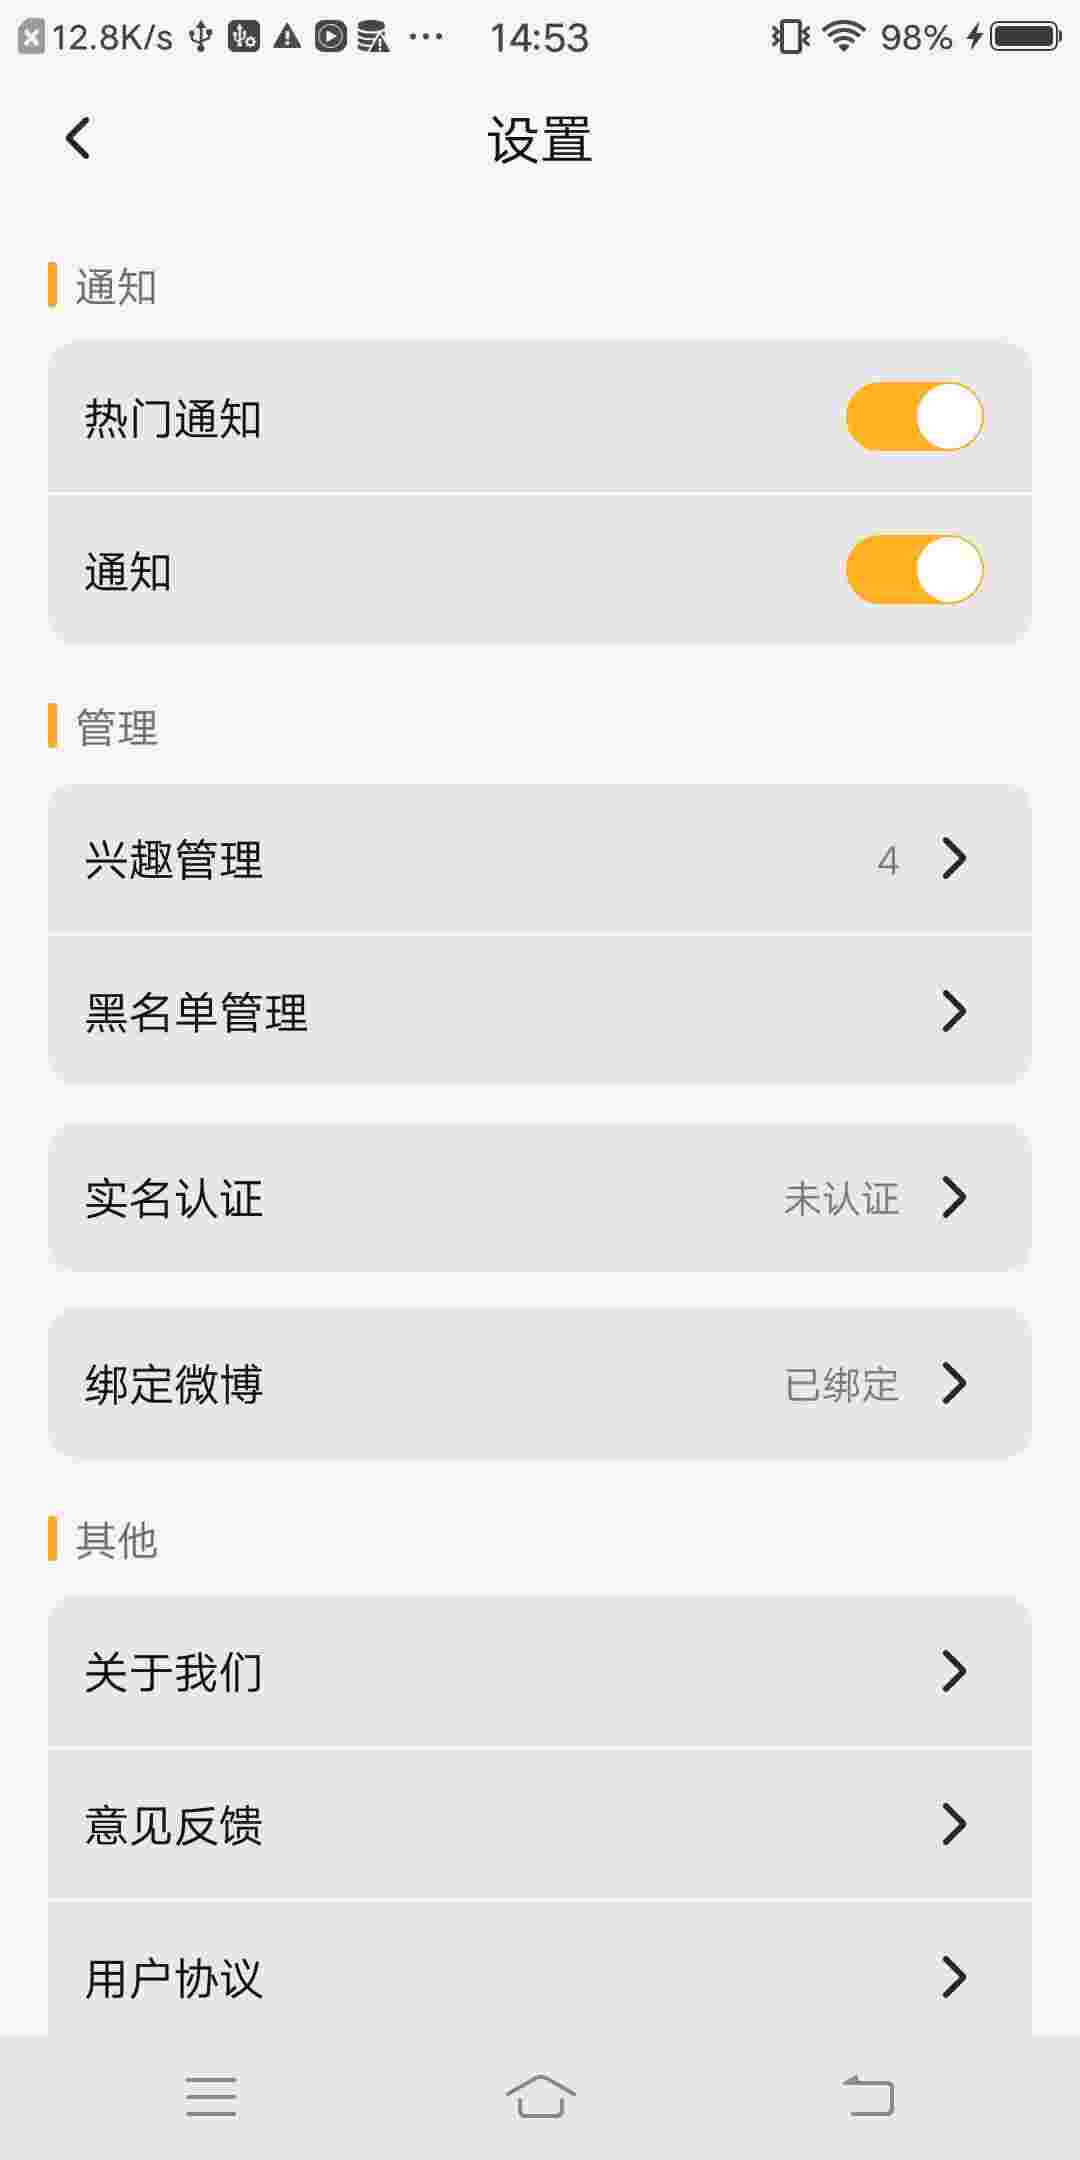 12.8K/s 14:53 98%
设置
通知
热门通知
通知
管理
兴趣管理 4
黑名单管理
实名认证 未认证
绑定微博 已绑定
其他
关于我们
意见反馈
用户协议